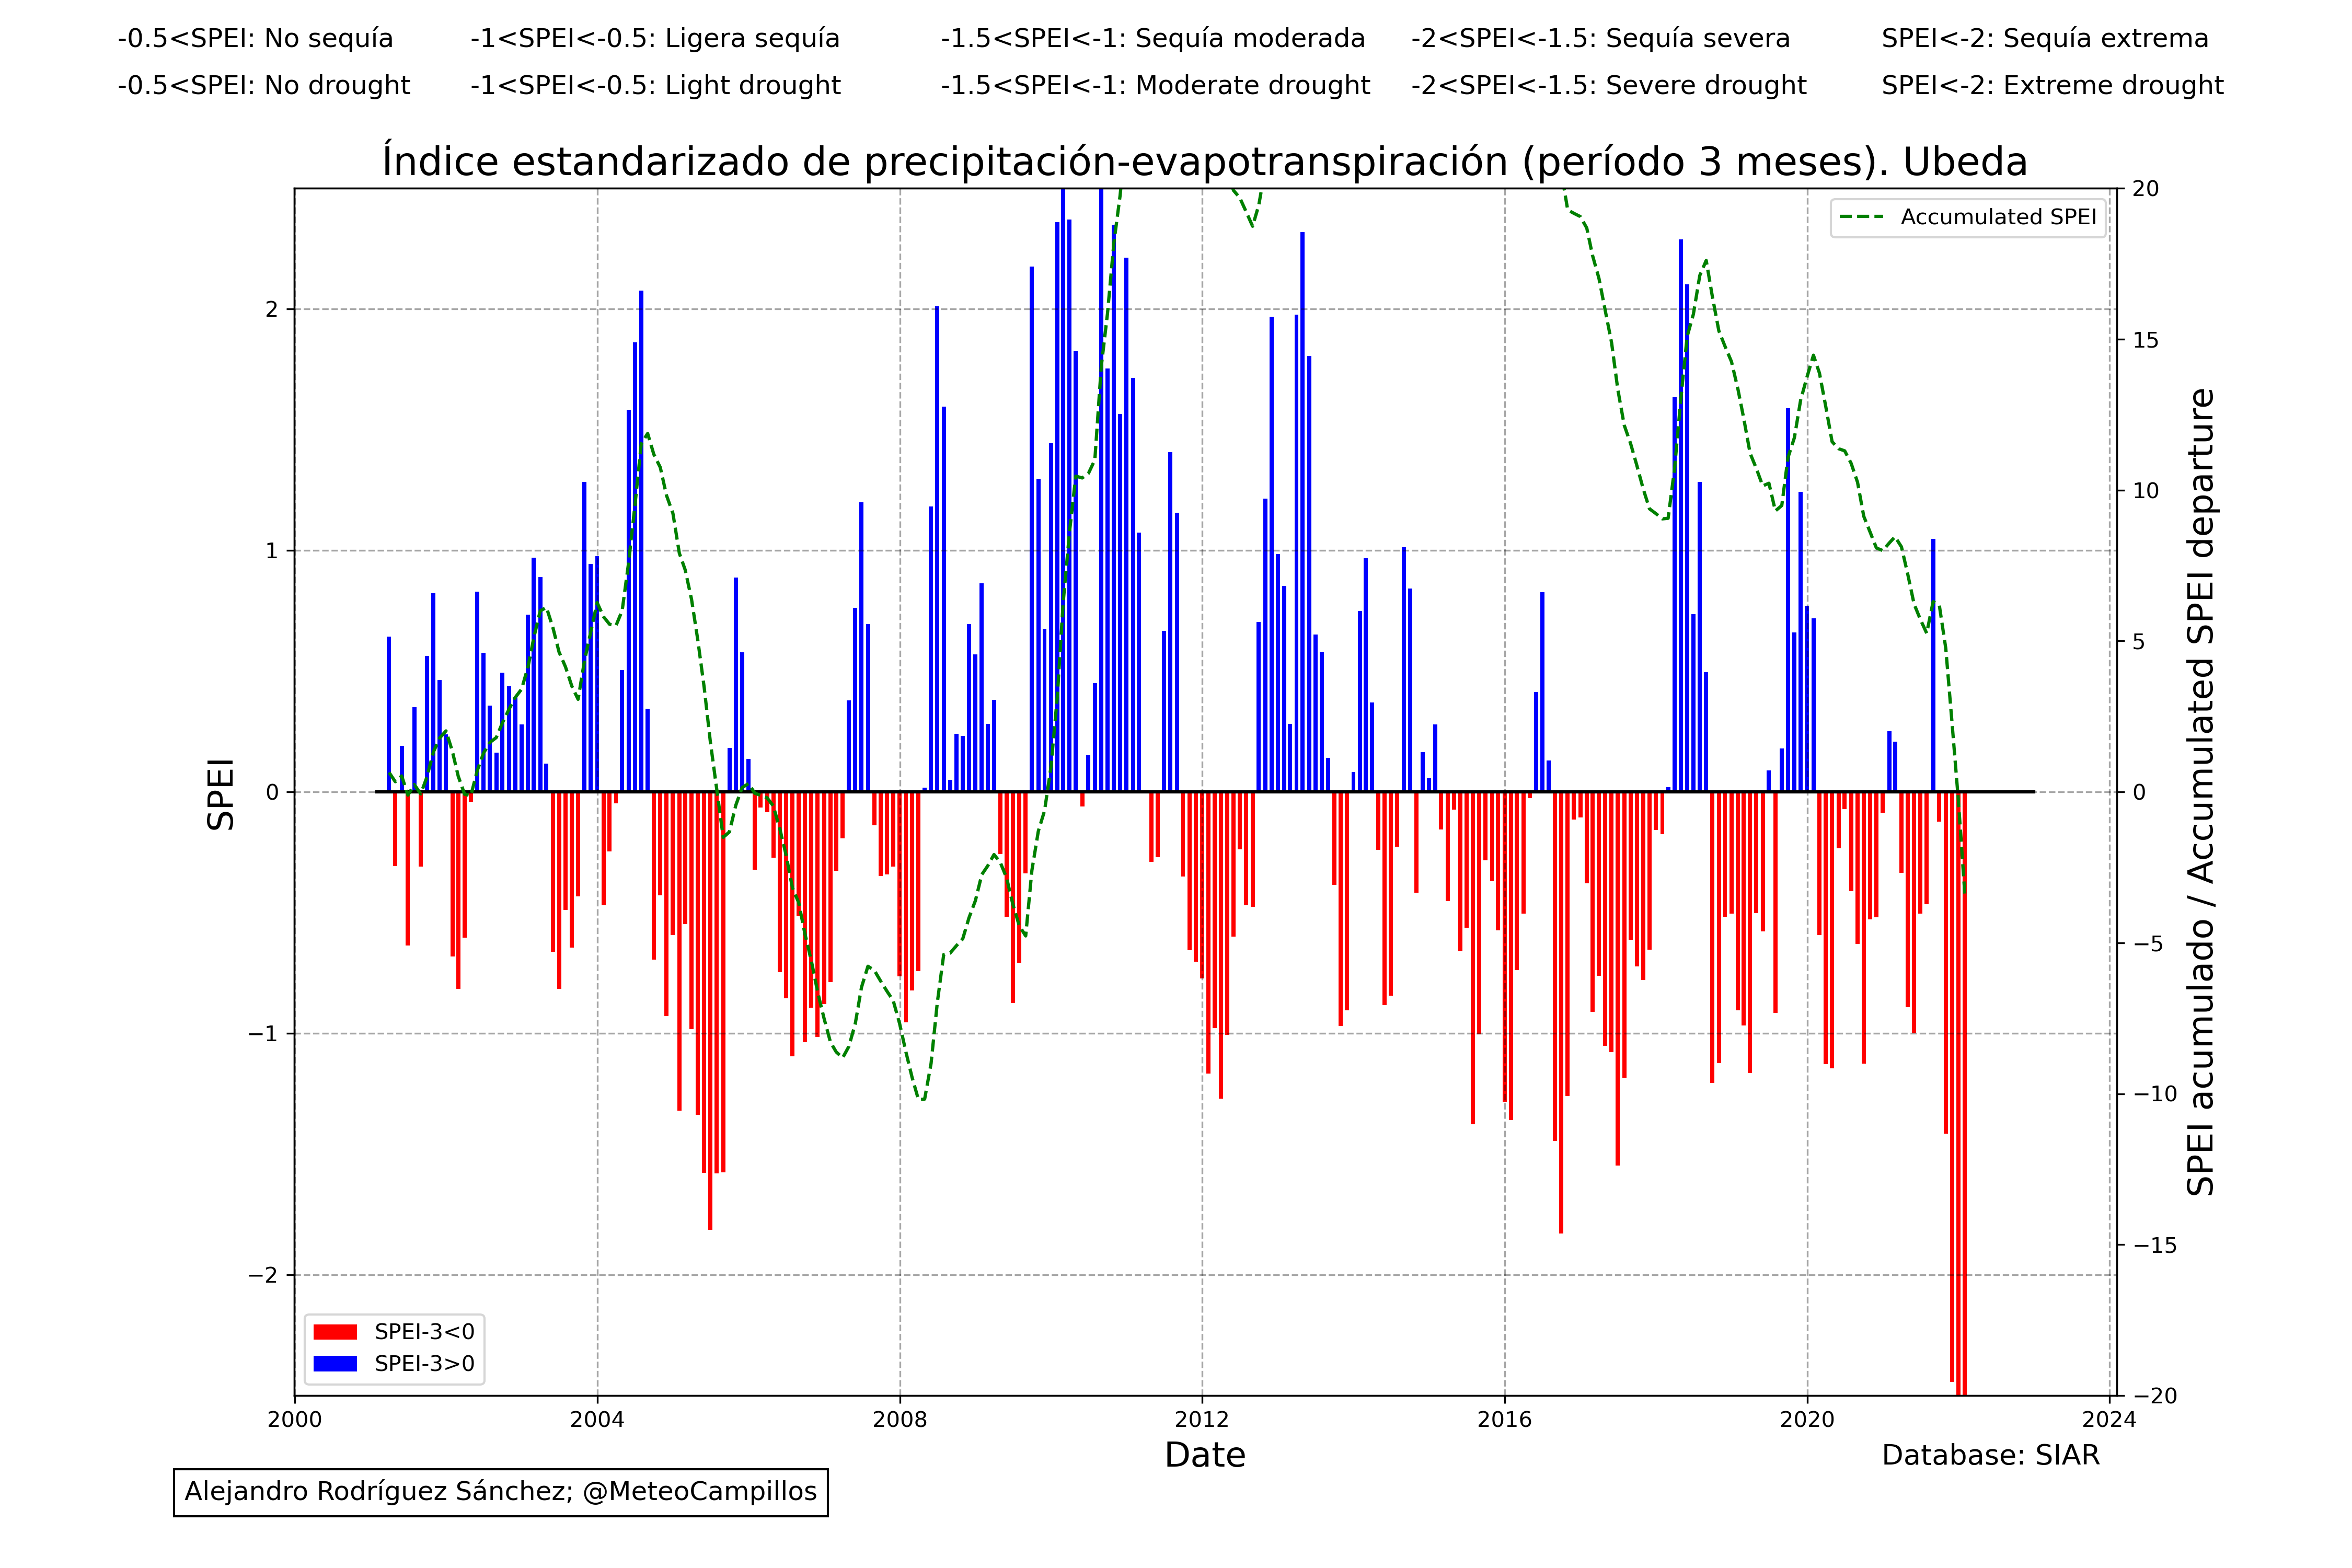 -0.5<SPEI: No sequía -1<SPEI<-0.5: Ligera sequía -1.5<SPEI<-1: Sequía moderada -2<SPEI<-1.5: Sequía severa SPEI<-2: Sequía extrema
-0.5<SPEI: No drought -1<SPEI<-0.5: Light drought -1.5<SPEI<-1: Moderate drought -2<SPEI<-1.5: Severe drought SPEI<-2: Extreme drought
Índice estandarizado de precipitación-evapotranspiración (período 3 meses). Ubeda
Accumulated SPEI
SPEI
2
1
0
−1
−2
20
15
10
5
0
−5
−10
−15
−20
SPEI acumulado / Accumulated SPEI departure
SPEI-3<0
SPEI-3>0
2000 2004 2008 2012 2016 2020 2024
Date
Database: SIAR
Alejandro Rodríguez Sánchez; @MeteoCampillos